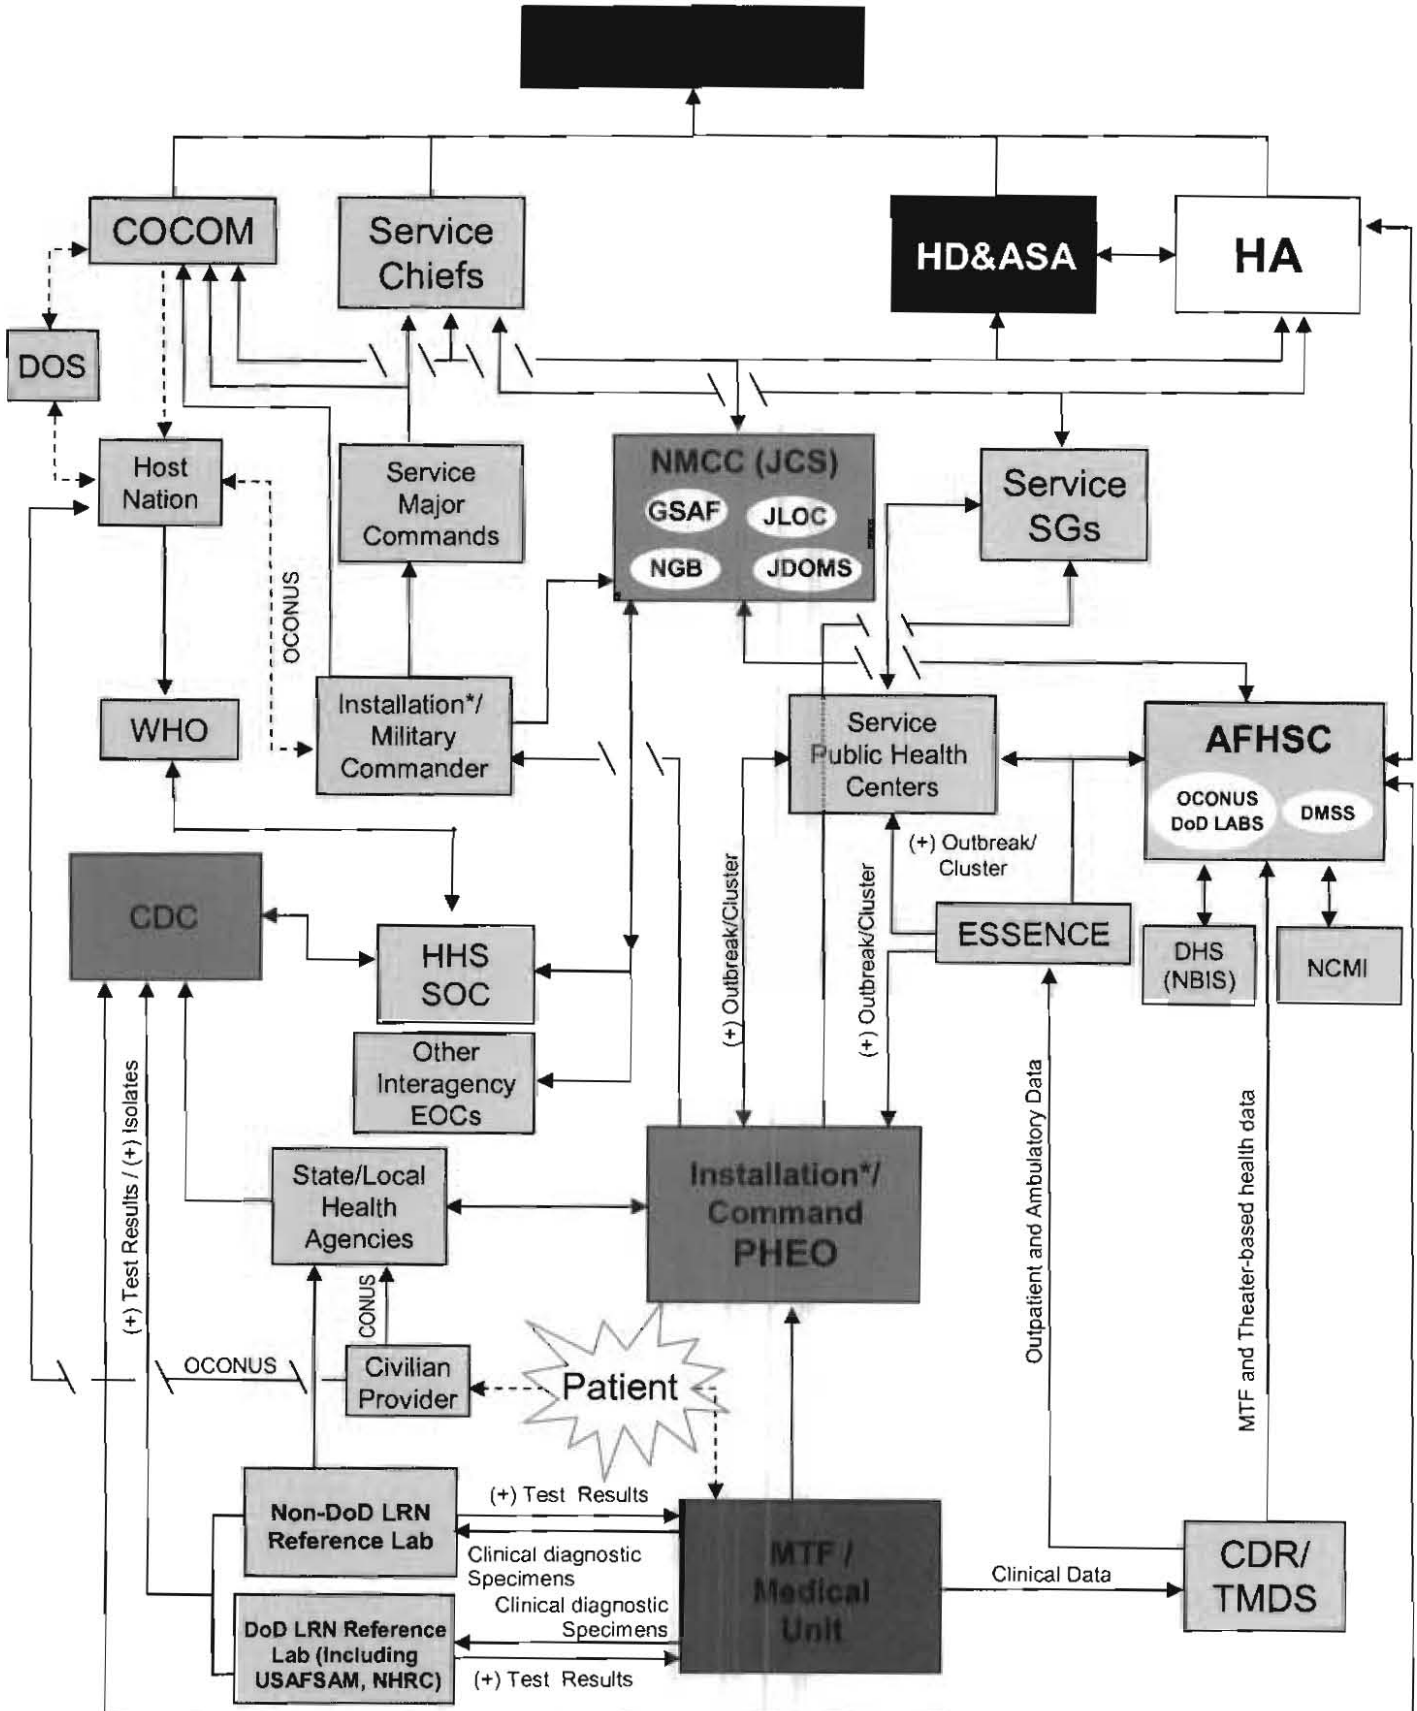 COCOM
Service
Chiefs
HD&ASA
HA
DOS
Host
Nation
Service
Major
Commands
NMCC (JCS)
GSAF
JLOC
NGB
JDOMS
Service
SGs
OCONUS
WHO
Installation*/
Military
Commander
Service
Public Health
Centers
AFHSC
OCONUS
DoD LABS
DMSS
(+) Outbreak/
Cluster
(+) Outbreak/Cluster
(+) Outbreak/Cluster
CDC
HHS
SOC
ESSENCE
DHS
(NBIS)
NCMI
Other
Interagency
EOCs
(+) Test Results / (+) Isolates
State/Local
Health
Agencies
Installation*/
Command
PHEO
Outpatient and Ambulatory Data
MTF and Theater-based health data
CONUS
OCONUS
Civilian
Provider
Patient
Non-DoD LRN
Reference Lab
(+) Test Results
Clinical diagnostic
Specimens
Clinical diagnostic
Specimens
(+) Test Results
DoD LRN Reference
Lab (Including
USAFSAM, NHRC)
MTF /
Medical
Unit
Clinical Data
CDR/
TMDS